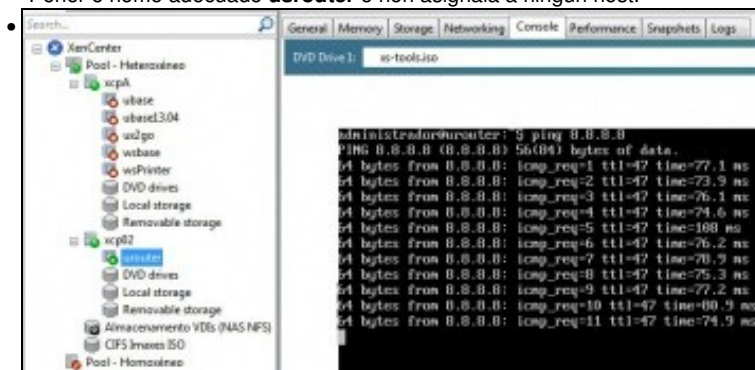 Poñer o nome adecuado usrouter e non asignala a ningún host.
Search...
XenCenter
Pool - Heteroxéneo
xcpA
ubase
ubase13.04
ux2go
wsbase
wsPrinter
DVD drives
Local storage
Removable storage
xcp02
urouter
DVD drives
Local storage
Removable storage
Almacenamento VDIs (NAS NFS)
CIFS Imaxes ISO
Pool - Homoxéneo
General Memory Storage Networking Console Performance Snapshots Logs
DVD Drive 1: xs-tools.iso
administrador@urouter:~$ ping 8.8.8.8
PING 8.8.8.8 (8.8.8.8) 56(84) bytes of data.
64 bytes from 8.8.8.8: icmp_req=1 ttl=47 time=77.1 ms
64 bytes from 8.8.8.8: icmp_req=2 ttl=47 time=73.9 ms
64 bytes from 8.8.8.8: icmp_req=3 ttl=47 time=76.1 ms
64 bytes from 8.8.8.8: icmp_req=4 ttl=47 time=74.6 ms
64 bytes from 8.8.8.8: icmp_req=5 ttl=47 time=108 ms
64 bytes from 8.8.8.8: icmp_req=6 ttl=47 time=76.2 ms
64 bytes from 8.8.8.8: icmp_req=7 ttl=47 time=78.9 ms
64 bytes from 8.8.8.8: icmp_req=8 ttl=47 time=75.3 ms
64 bytes from 8.8.8.8: icmp_req=9 ttl=47 time=77.2 ms
64 bytes from 8.8.8.8: icmp_req=10 ttl=47 time=80.9 ms
64 bytes from 8.8.8.8: icmp_req=11 ttl=47 time=74.9 ms